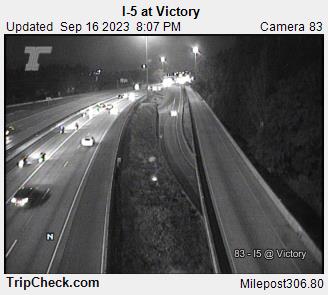 I-5 at Victory
Updated Sep 16 2023 8:07 PM Camera 83
T
N
83 - I5 @ Victory
TripCheck.com Milepost306.80